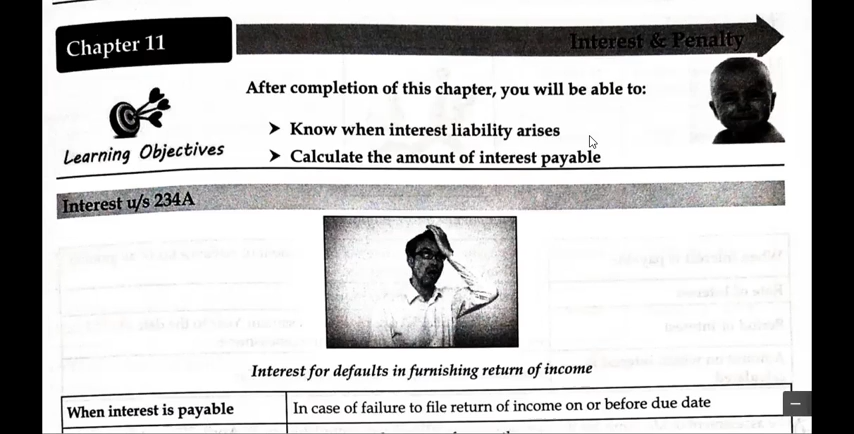 Chapter 11
Interest & Penalty
After completion of this chapter, you will be able to:
➤ Know when interest liability arises
➤ Calculate the amount of interest payable
Learning Objectives
Interest u/s 234A
Interest for defaults in furnishing return of income
When interest is payable
In case of failure to file return of income on or before due date